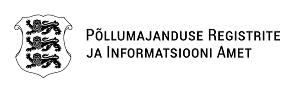 Põllumajanduse Registrite
ja Informatsiooni Amet